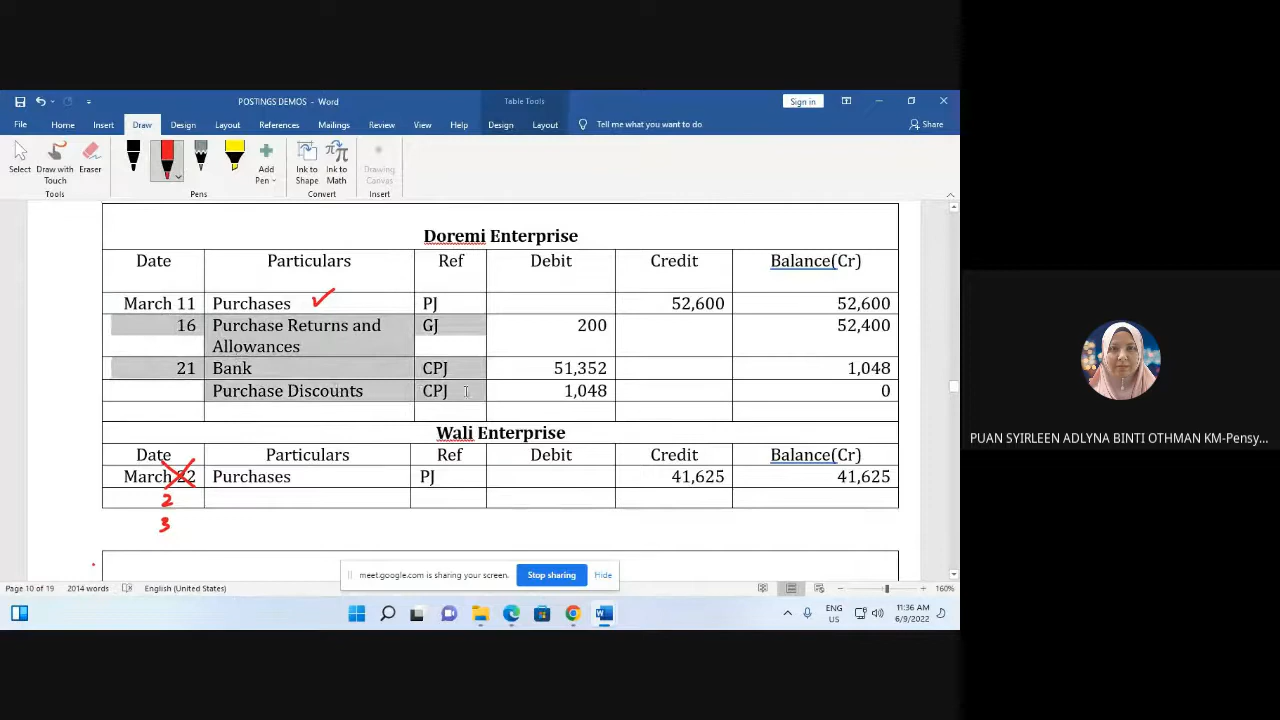 POSTINGS DEMOS - Word
Table Tools
Sign in
File Home Insert Draw Design Layout References Mailings Review View Help Design Layout Tell me what you want to do Share
Select Draw with Touch Eraser Add Pen Ink to Shape Ink to Math Drawing Canvas
Tools Pens Convert Insert
Doremi Enterprise
Date Particulars Ref Debit Credit Balance(Cr)
March 11 Purchases PJ 52,600 52,600
16 Purchase Returns and GJ 200 52,400
Allowances
21 Bank CPJ 51,352 1,048
Purchase Discounts CPJ 1,048 0
Wali Enterprise
Date Particulars Ref Debit Credit Balance(Cr)
March 22 Purchases PJ 41,625 41,625
2
3
meet.google.com is sharing your screen. Stop sharing Hide
Page 10 of 19 2014 words English (United States) 160%
ENG
US
11:36 AM
6/9/2022
PUAN SYIRLEEN ADLYNA BINTI OTHMAN KM-Pensy...